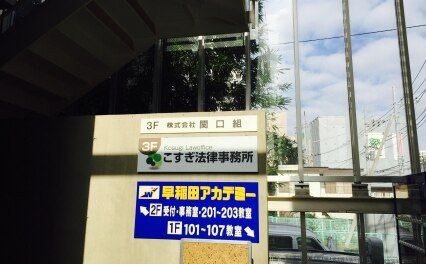 3F 株式会社 関口組
3F Kosugi Lawoffice
こすぎ法律事務所
早稲田アカデミー
2F 受付・事務室・201~203教室
1F 101~107教室